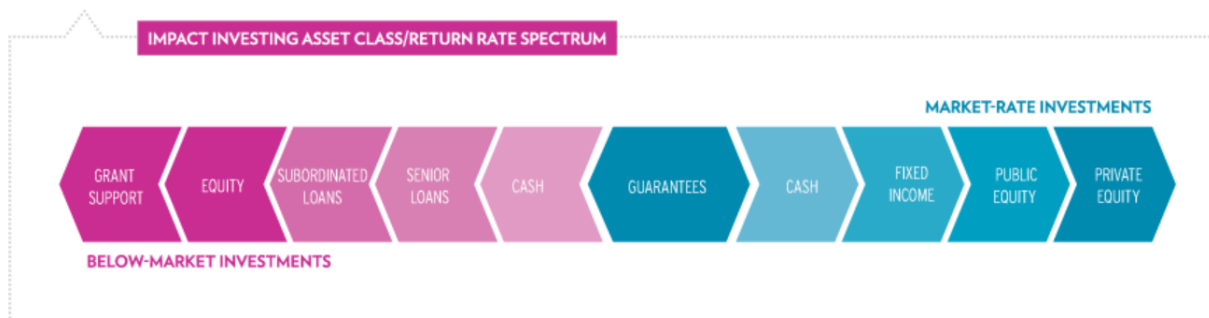 IMPACT INVESTING ASSET CLASS/RETURN RATE SPECTRUM
MARKET-RATE INVESTMENTS
GRANT
SUPPORT
EQUITY
SUBORDINATED
LOANS
SENIOR
LOANS
CASH
GUARANTEES
CASH
FIXED
INCOME
PUBLIC
EQUITY
PRIVATE
EQUITY
BELOW-MARKET INVESTMENTS